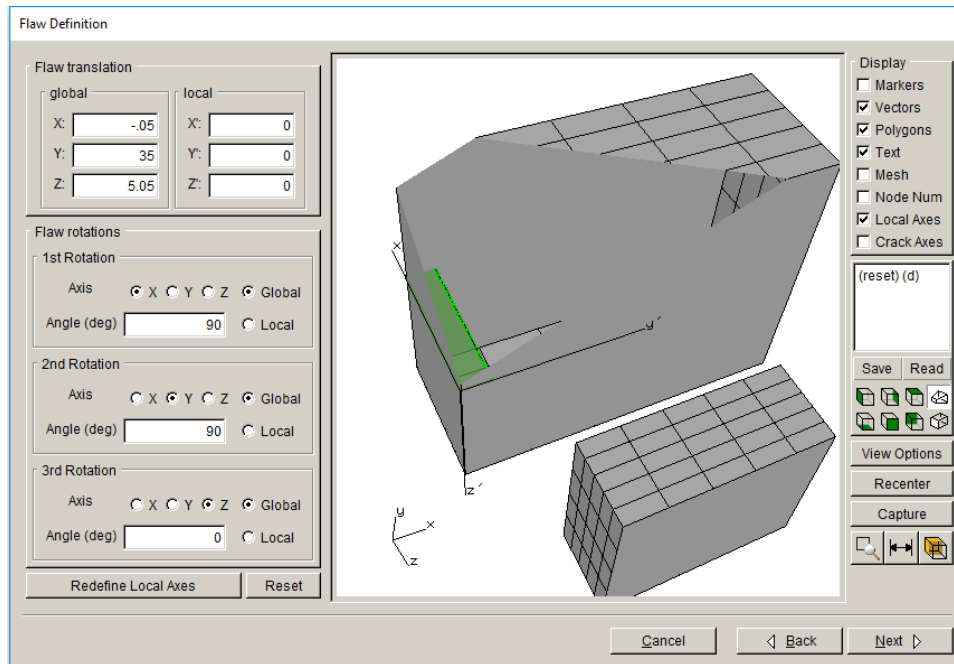 Flaw Definition
Flaw translation
global
X: -.05
Y: 35
Z: 5.05
local
X': 0
Y': 0
Z': 0
Flaw rotations
1st Rotation
Axis X Y Z Global
Angle (deg) 90 Local
2nd Rotation
Axis X Y Z Global
Angle (deg) 90 Local
3rd Rotation
Axis X Y Z Global
Angle (deg) 0 Local
Redefine Local Axes Reset
x
y´
z´
y
x
z
Display
Markers
Vectors
Polygons
Text
Mesh
Node Num
Local Axes
Crack Axes
(reset) (d)
Save Read
View Options
Recenter
Capture
Cancel Back Next